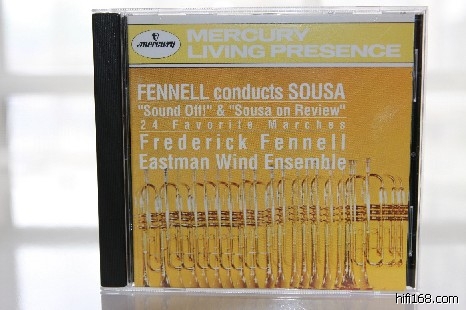 mercury
MERCURY
LIVING PRESENCE
FENNELL conducts SOUSA
"Sound Off!" & "Sousa on Review"
24 Favorite Marches
Frederick Fennell
Eastman Wind Ensemble
hifi168.com